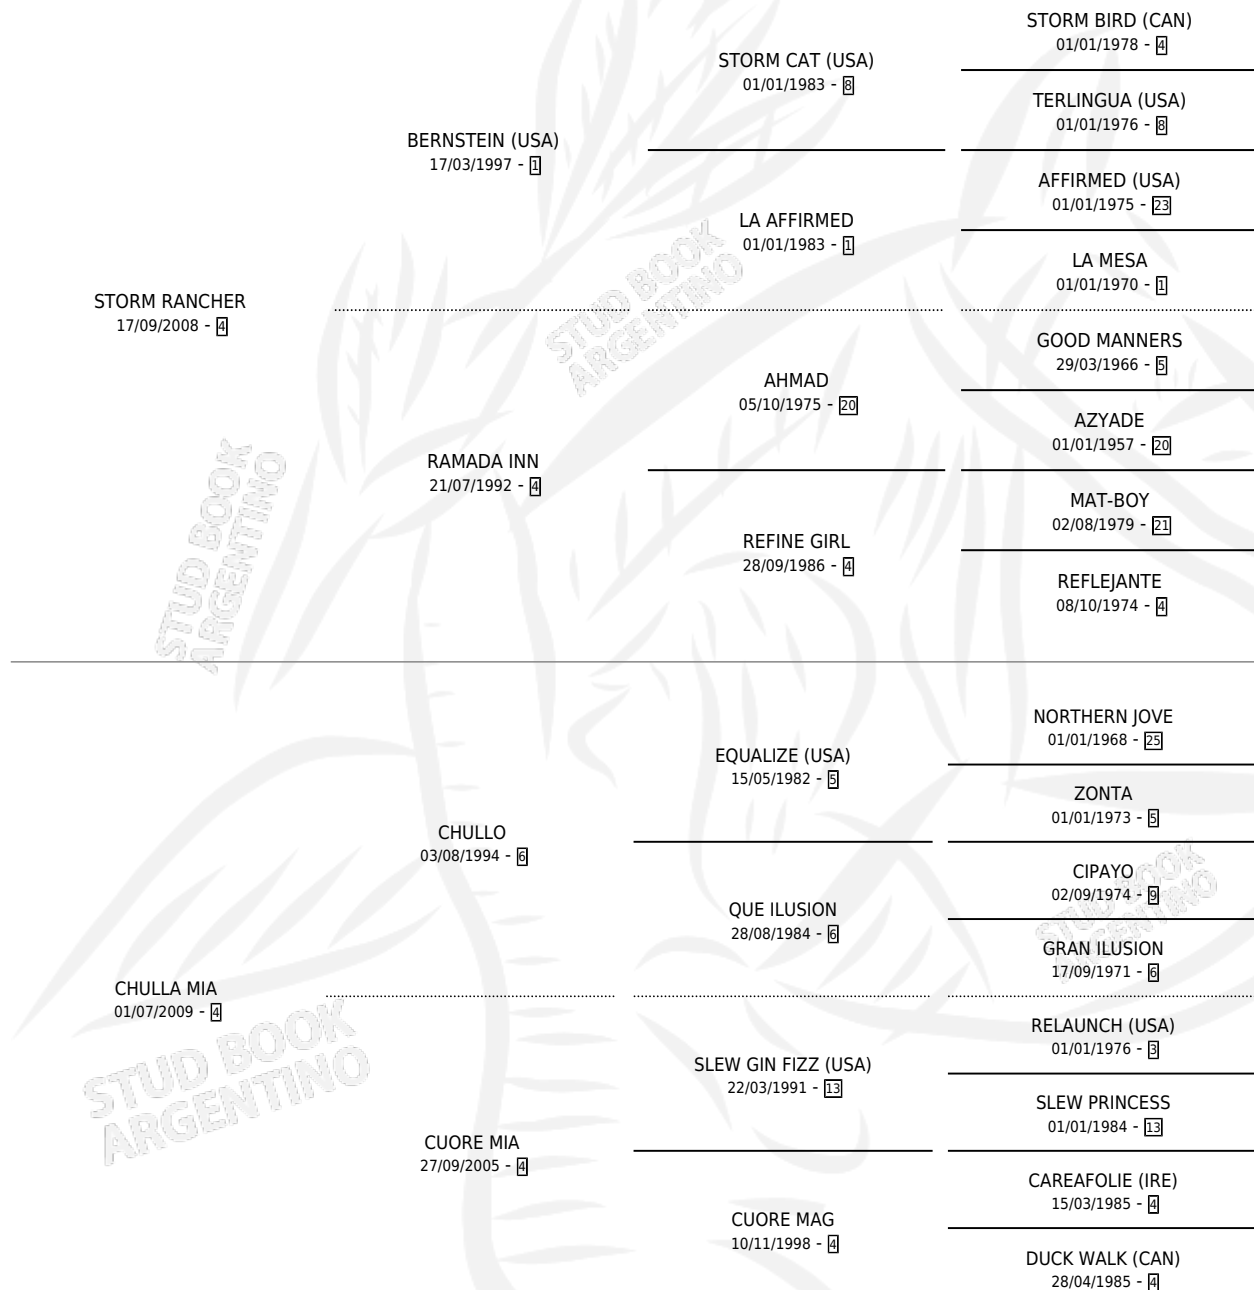 STORM BIRD (CAN)
01/01/1978 - 4
STORM CAT (USA)
01/01/1983 - 8
TERLINGUA (USA)
01/01/1976 - 8
BERNSTEIN (USA)
17/03/1997 - 1
AFFIRMED (USA)
01/01/1975 - 23
LA AFFIRMED
01/01/1983 - 1
LA MESA
01/01/1970 - 1
STORM RANCHER
17/09/2008 - 4
STUD BOOK
ARGENTINO
GOOD MANNERS
29/03/1966 - 5
AHMAD
05/10/1975 - 20
AZYADE
01/01/1957 - 20
RAMADA INN
21/07/1992 - 4
MAT-BOY
02/08/1979 - 21
REFINE GIRL
28/09/1986 - 4
REFLEJANTE
08/10/1974 - 4
STUD BOOK
ARGENTINO
NORTHERN JOVE
01/01/1968 - 25
EQUALIZE (USA)
15/05/1982 - 5
ZONTA
01/01/1973 - 5
CHULLO
03/08/1994 - 6
CIPAYO
02/09/1974 - 9
QUE ILUSION
28/08/1984 - 6
STUD BOOK
ARGENTINO
GRAN ILUSION
17/09/1971 - 6
CHULLA MIA
01/07/2009 - 4
STUD BOOK
ARGENTINO
RELAUNCH (USA)
01/01/1976 - 3
SLEW GIN FIZZ (USA)
22/03/1991 - 13
SLEW PRINCESS
01/01/1984 - 13
CUORE MIA
27/09/2005 - 4
CAREAFOLIE (IRE)
15/03/1985 - 4
CUORE MAG
10/11/1998 - 4
DUCK WALK (CAN)
28/04/1985 - 4